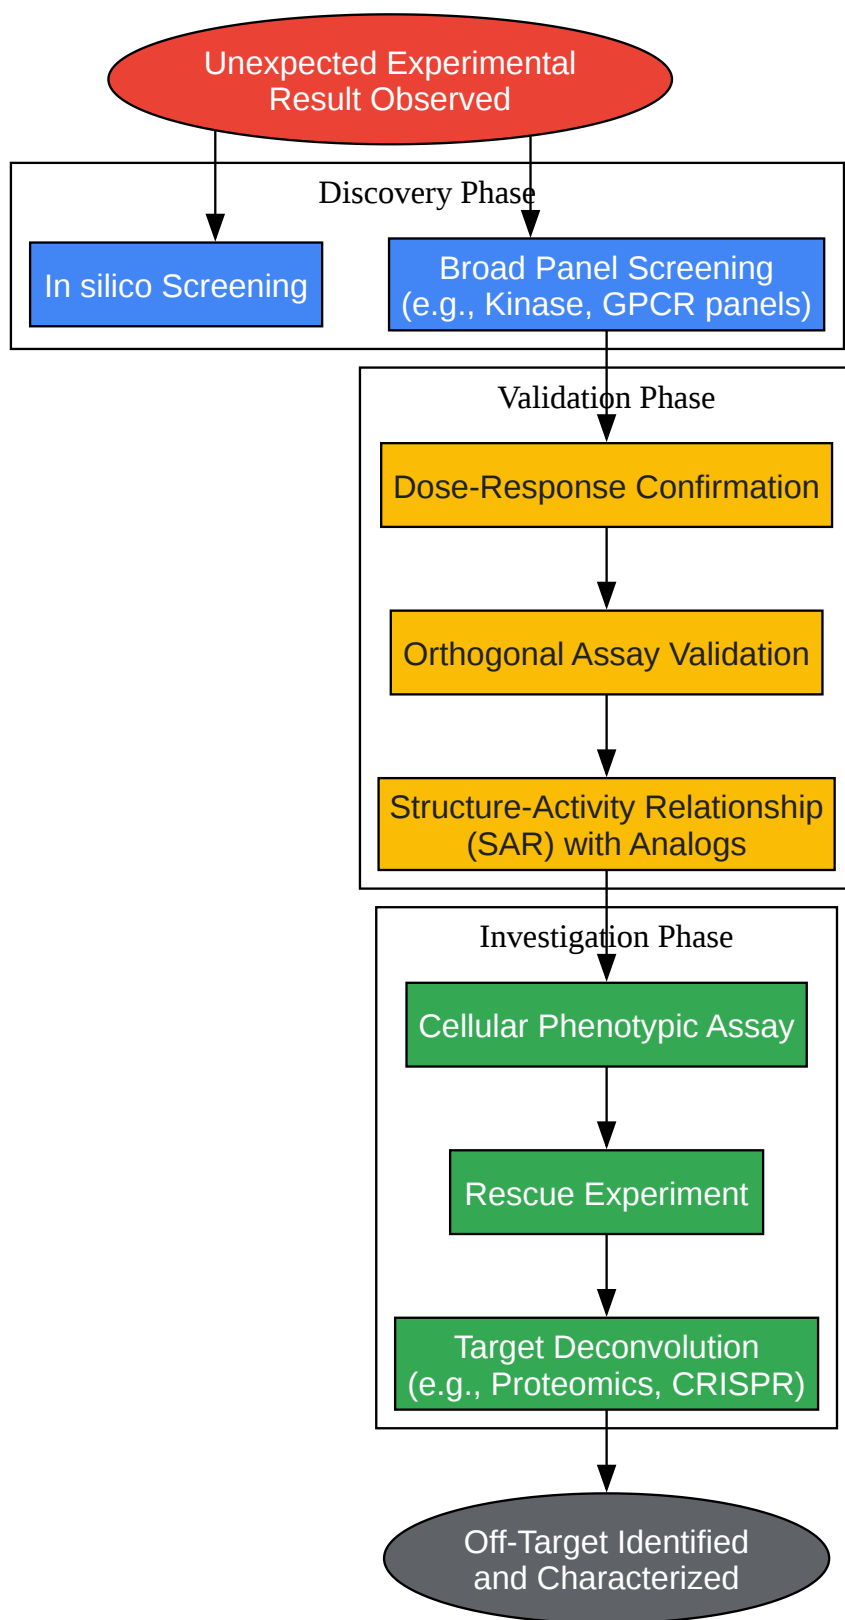 Unexpected Experimental
Result Observed
Discovery Phase
In silico Screening
Broad Panel Screening
(e.g., Kinase, GPCR panels)
Validation Phase
Dose-Response Confirmation
Orthogonal Assay Validation
Structure-Activity Relationship
(SAR) with Analogs
Investigation Phase
Cellular Phenotypic Assay
Rescue Experiment
Target Deconvolution
(e.g., Proteomics, CRISPR)
Off-Target Identified
and Characterized